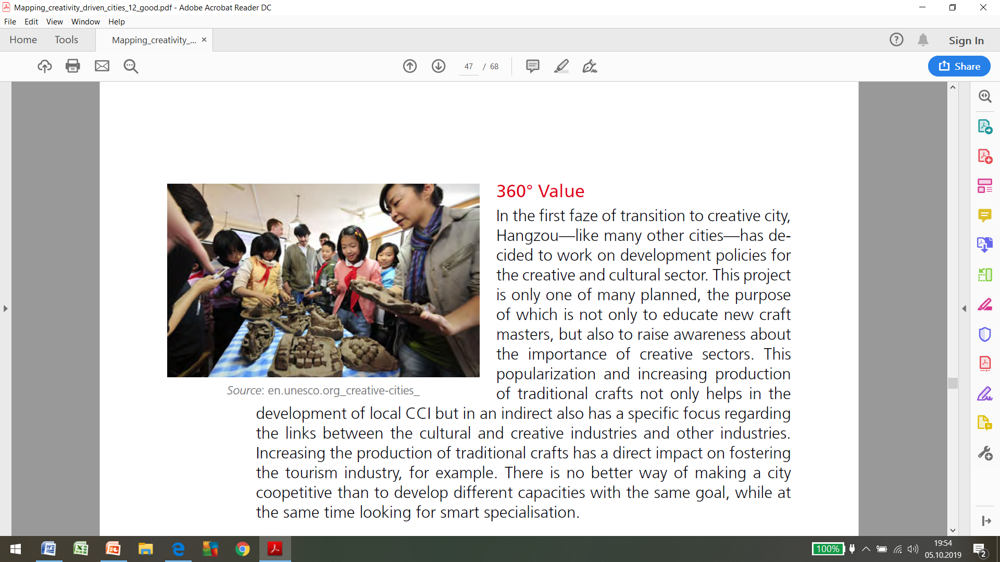 Mapping_creativity_driven_cities_12_good.pdf - Adobe Acrobat Reader DC
File Edit View Window Help
Home Tools Mapping_creativity_... × Sign In
47 / 68 Share
360° Value
In the first faze of transition to creative city,
Hangzou—like many other cities—has de-
cided to work on development policies for
the creative and cultural sector. This project
is only one of many planned, the purpose
of which is not only to educate new craft
masters, but also to raise awareness about
the importance of creative sectors. This
popularization and increasing production
of traditional crafts not only helps in the
Source: en.unesco.org_creative-cities_
development of local CCI but in an indirect also has a specific focus regarding
the links between the cultural and creative industries and other industries.
Increasing the production of traditional crafts has a direct impact on fostering
the tourism industry, for example. There is no better way of making a city
coopetitive than to develop different capacities with the same goal, while at
the same time looking for smart specialisation.
100% 19:54
05.10.2019 2